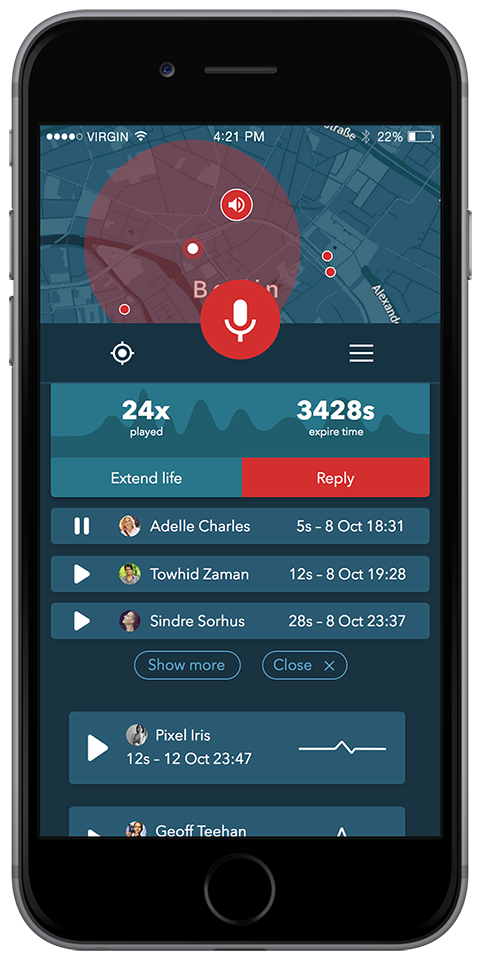 VIRGIN 4:21 PM 22%
straße
Berlin
Alexand
24x 3428s
played expire time
Extend life Reply
Adelle Charles 5s – 8 Oct 18:31
Towhid Zaman 12s – 8 Oct 19:28
Sindre Sorhus 28s – 8 Oct 23:37
Show more Close ×
Pixel Iris
12s – 12 Oct 23:47
Geoff Teehan